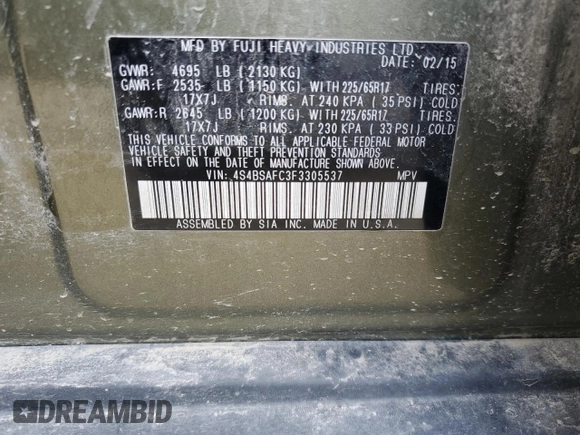 MFD BY FUJI HEAVY INDUSTRIES LTD.
DATE: 02/15
GVWR: 4695 LB (2130 KG)
GAWR:F 2535 LB (1150 KG) WITH 225/65R17 TIRES,
17X7J RIMS, AT 240 KPA (35 PSI) COLD
GAWR:R 2645 LB (1200 KG) WITH 225/65R17 TIRES,
17X7J RIMS, AT 230 KPA (33 PSI) COLD
THIS VEHICLE CONFORMS TO ALL APPLICABLE FEDERAL MOTOR
VEHICLE SAFETY AND THEFT PREVENTION STANDARDS
IN EFFECT ON THE DATE OF MANUFACTURE SHOWN ABOVE.
VIN: 4S4BSAFC3F3305537 MPV
ASSEMBLED BY SIA INC. MADE IN U.S.A.
DREAMBID